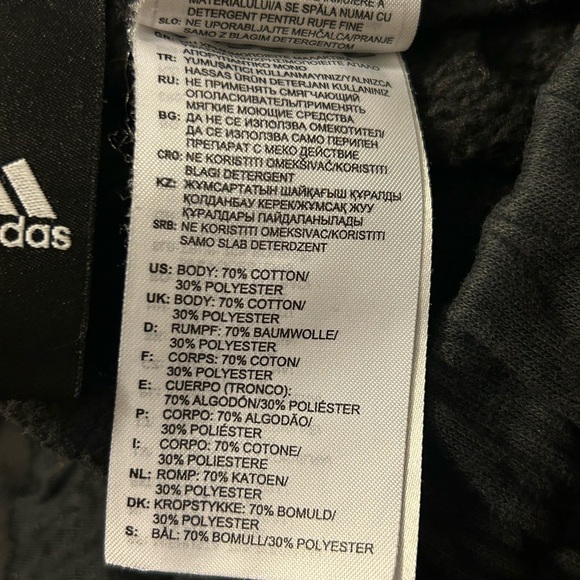 MATERIALULUI/A SE SPĂLA NUMAI CU
DETERGENT PENTRU RUFE FINE
SLO: NE UPORABLJAJTE MEHČALCA/PRANJE
SAMO Z BLAGIM DETERGENTOM
ΑΠΟΡΡΥΠΑΝΤΙΚΟ ΜΟΝΟ
TR: YUMUSATICI KULLANMAYINIZ/YALNIZCA
HASSAS ÜRÜN DETERJANI KULLANINIZ
RU: НЕ ПРИМЕНЯТЬ СМЯГЧАЮЩИЙ
ОПОЛАСКИВАТЕЛЬ/ПРИМЕНЯТЬ
МЯГКИЕ МОЮЩИЕ СРЕДСТВА
BG: ДА НЕ СЕ ИЗПОЛЗВА ОМЕКОТИТЕЛ/
ДА СЕ ИЗПОЛЗВА САМО ПЕРИЛЕН
ПРЕПАРАТ С МЕКО ДЕЙСТВИЕ
CRO: NE KORISTITI OMEKŠIVAČ/KORISTITI
BLAGI DETERGENT
KZ: ЖҰМСАРТАТЫН ШАЙҚАҒЫШ ҚҰРАЛДЫ
ҚОЛДАНБАУ КЕРЕК/ЖҰМСАҚ ЖУУ
ҚҰРАЛДАРЫ ПАЙДАЛАНЫЛАДЫ
SRB: NE KORISTITI OMEKSIVAC/KORISTITI
SAMO SLAB DETERDZENT
US: BODY: 70% COTTON/
30% POLYESTER
UK: BODY: 70% COTTON/
30% POLYESTER
D: RUMPF: 70% BAUMWOLLE/
30% POLYESTER
F: CORPS: 70% COTON/
30% POLYESTER
E: CUERPO (TRONCO):
70% ALGODÓN/30% POLIÉSTER
P: CORPO: 70% ALGODÃO/
30% POLIÉSTER
I: CORPO: 70% COTONE/
30% POLIESTERE
NL: ROMP: 70% KATOEN/
30% POLYESTER
DK: KROPSTYKKE: 70% BOMULD/
30% POLYESTER
S: BÅL: 70% BOMULL/30% POLYESTER
das